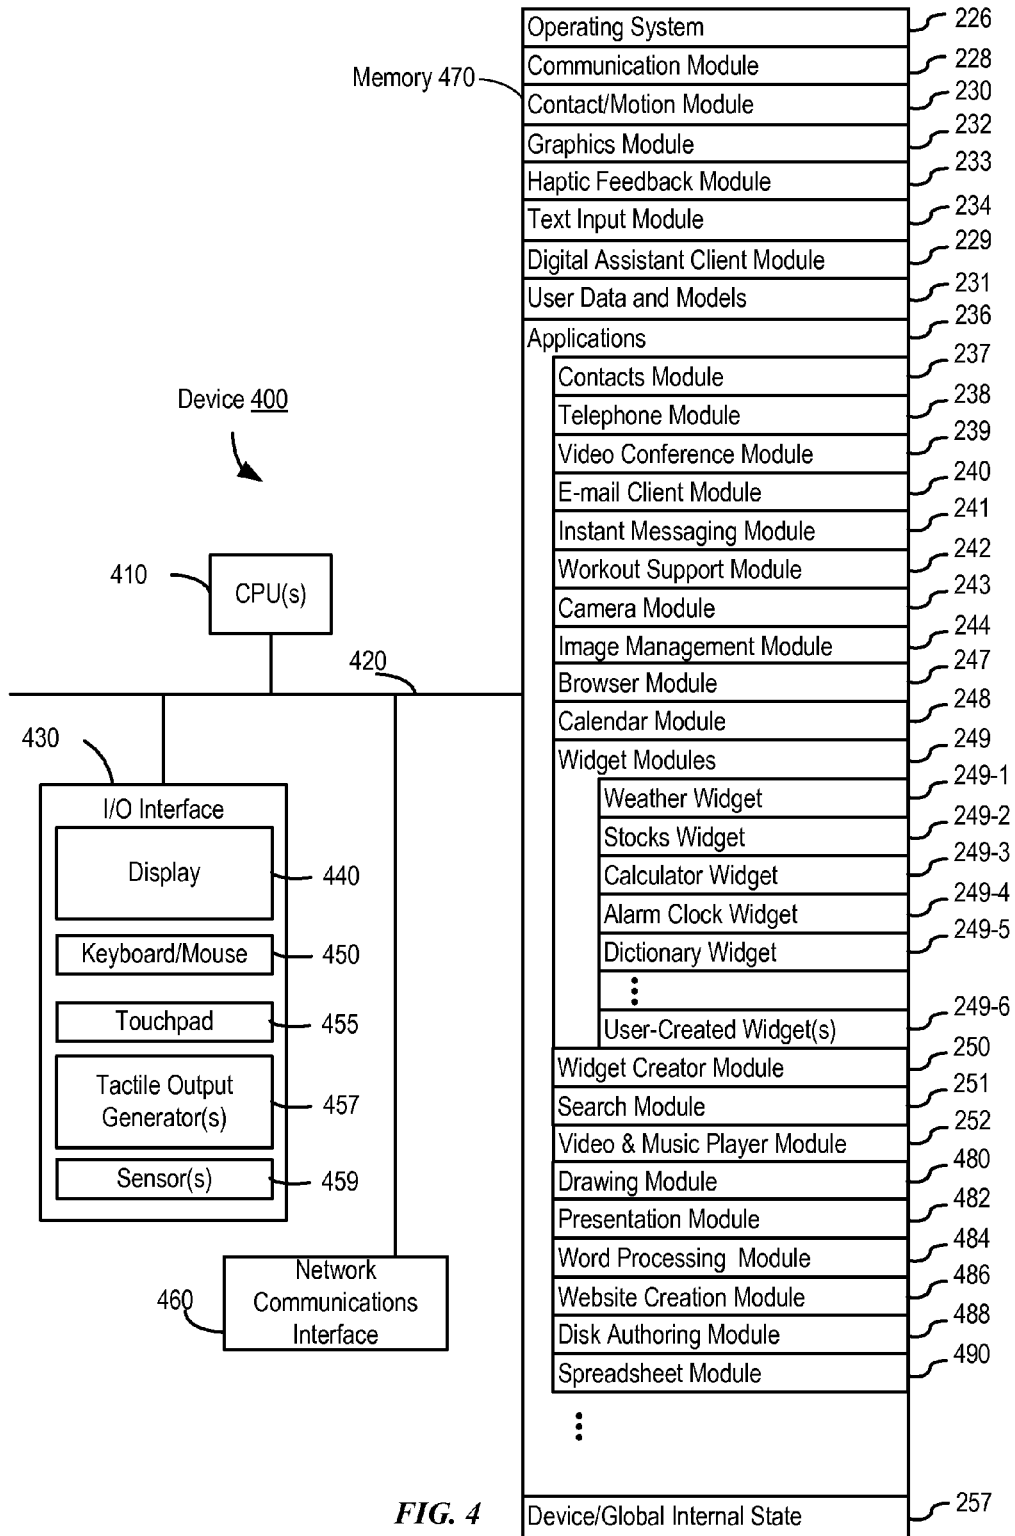 Memory 470
Operating System 226
Communication Module 228
Contact/Motion Module 230
Graphics Module 232
Haptic Feedback Module 233
Text Input Module 234
Digital Assistant Client Module 229
User Data and Models 231
Applications 236
Contacts Module 237
Telephone Module 238
Video Conference Module 239
E-mail Client Module 240
Instant Messaging Module 241
Workout Support Module 242
Camera Module 243
Image Management Module 244
Browser Module 247
Calendar Module 248
Widget Modules 249
Weather Widget 249-1
Stocks Widget 249-2
Calculator Widget 249-3
Alarm Clock Widget 249-4
Dictionary Widget 249-5
User-Created Widget(s) 249-6
Widget Creator Module 250
Search Module 251
Video & Music Player Module 252
Drawing Module 480
Presentation Module 482
Word Processing Module 484
Website Creation Module 486
Disk Authoring Module 488
Spreadsheet Module 490
Device/Global Internal State 257
Device 400
410
CPU(s)
420
430
I/O Interface
Display 440
Keyboard/Mouse 450
Touchpad 455
Tactile Output
Generator(s) 457
Sensor(s) 459
460
Network
Communications
Interface
FIG. 4